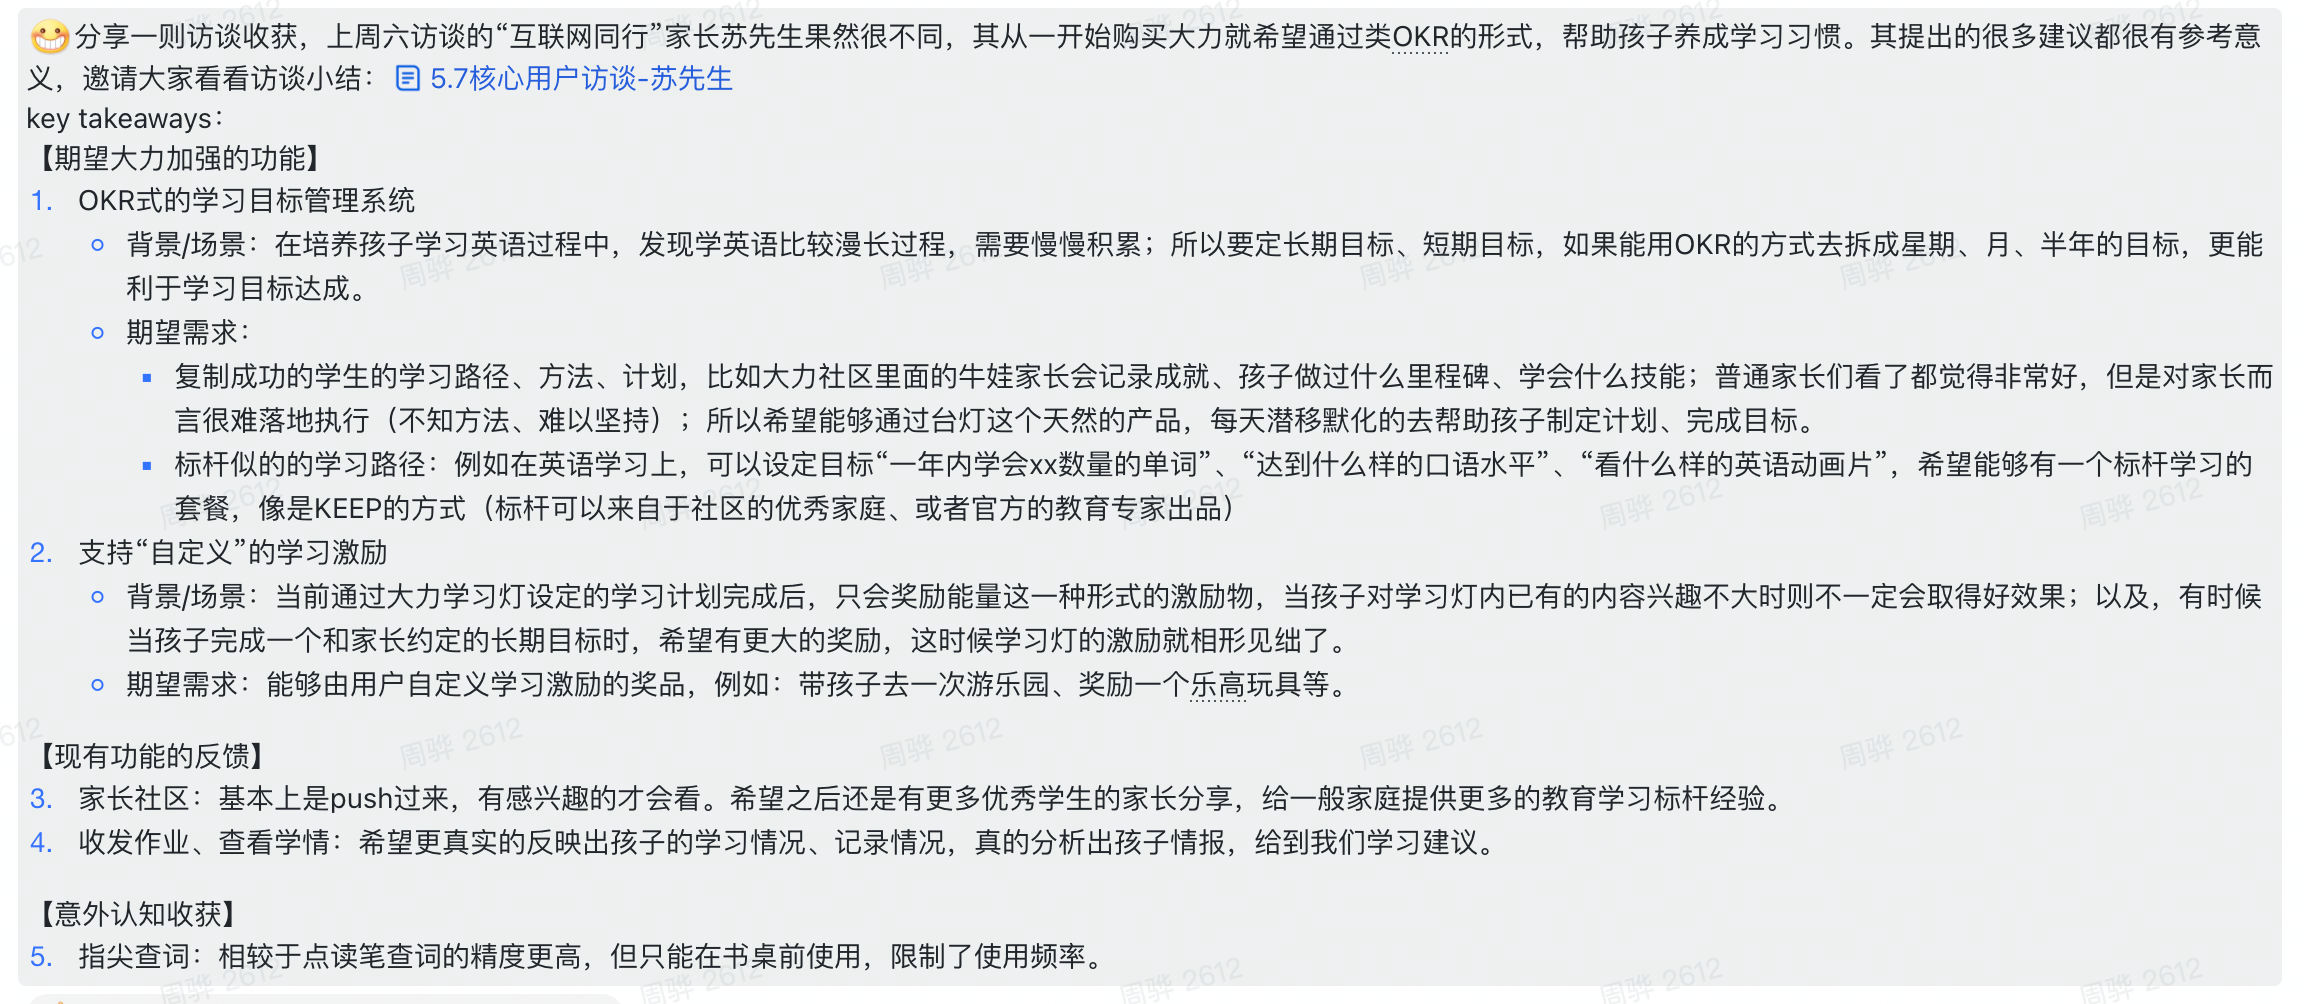 😁分享一则访谈收获，上周六访谈的“互联网同行”家长苏先生果然很不同，其从一开始购买大力就希望通过类OKR的形式，帮助孩子养成学习习惯。其提出的很多建议都很有参考意
义，邀请大家看看访谈小结： 5.7核心用户访谈-苏先生
key takeaways：
【期望大力加强的功能】
1. OKR式的学习目标管理系统
背景/场景：在培养孩子学习英语过程中，发现学英语比较漫长过程，需要慢慢积累；所以要定长期目标、短期目标，如果能用OKR的方式去拆成星期、月、半年的目标，更能
利于学习目标达成。
期望需求：
复制成功的学生的学习路径、方法、计划，比如大力社区里面的牛娃家长会记录成就、孩子做过什么里程碑、学会什么技能；普通家长们看了都觉得非常好，但是对家长而
言很难落地执行（不知方法、难以坚持）；所以希望能够通过台灯这个天然的产品，每天潜移默化的去帮助孩子制定计划、完成目标。
标杆似的的学习路径：例如在英语学习上，可以设定目标“一年内学会xx数量的单词”、“达到什么样的口语水平”、“看什么样的英语动画片”，希望能够有一个标杆学习的
套餐，像是KEEP的方式（标杆可以来自于社区的优秀家庭、或者官方的教育专家出品）
2. 支持“自定义”的学习激励
背景/场景：当前通过大力学习灯设定的学习计划完成后，只会奖励能量这一种形式的激励物，当孩子对学习灯内已有的内容兴趣不大时则不一定会取得好效果；以及，有时候
当孩子完成一个和家长约定的长期目标时，希望有更大的奖励，这时候学习灯的激励就相形见绌了。
期望需求：能够由用户自定义学习激励的奖品，例如：带孩子去一次游乐园、奖励一个乐高玩具等。
【现有功能的反馈】
3. 家长社区：基本上是push过来，有感兴趣的才会看。希望之后还是有更多优秀学生的家长分享，给一般家庭提供更多的教育学习标杆经验。
4. 收发作业、查看学情：希望更真实的反映出孩子的学习情况、记录情况，真的分析出孩子情报，给到我们学习建议。
【意外认知收获】
5. 指尖查词：相较于点读笔查词的精度更高，但只能在书桌前使用，限制了使用频率。
周骅 2612